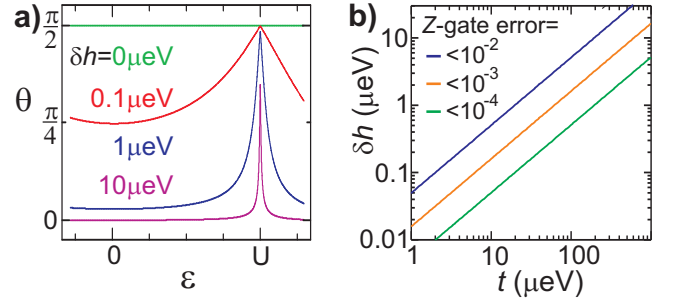 a)
π/2
δh=0μeV
θ
0.1μeV
π/4
1μeV
10μeV
0
0
U
ε
b)
Z-gate error=
<10⁻²
<10⁻³
<10⁻⁴
δh (μeV)
10
1
0.1
0.01
1
10
100
t (μeV)